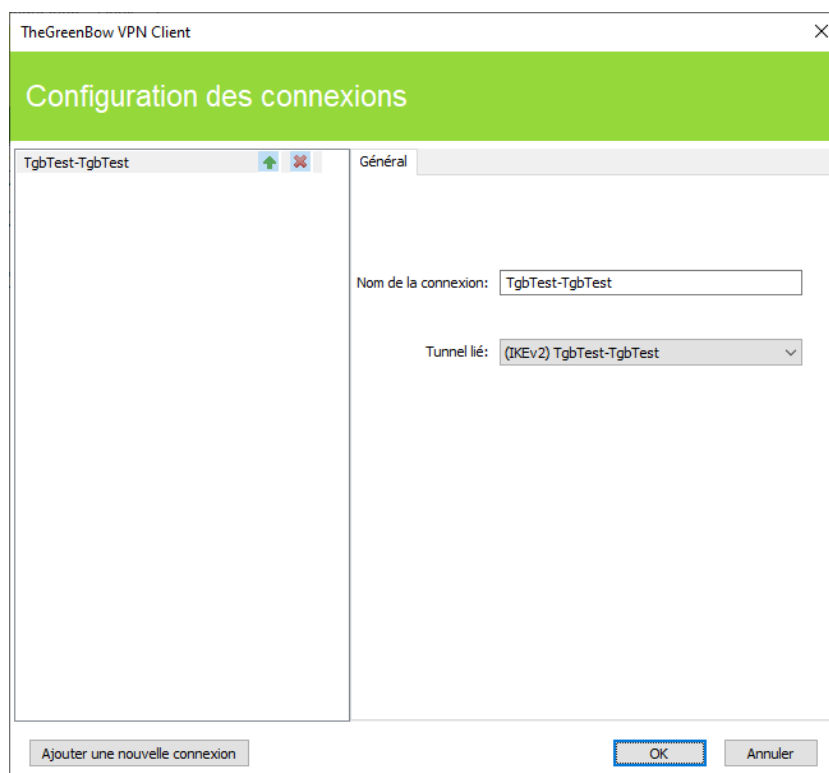 TheGreenBow VPN Client
Configuration des connexions
TgbTest-TgbTest
Général
Nom de la connexion: TgbTest-TgbTest
Tunnel lié: (IKEv2) TgbTest-TgbTest
Ajouter une nouvelle connexion
OK
Annuler